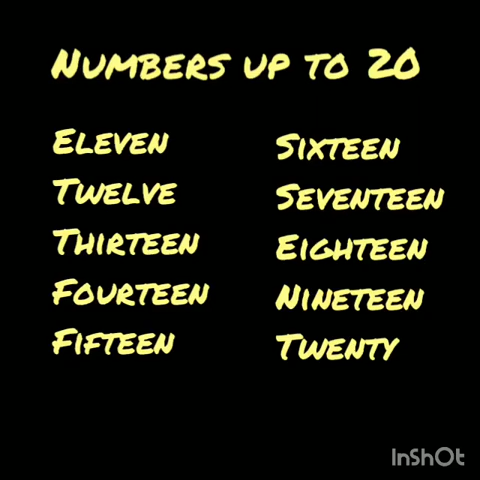 Numbers up to 20
Eleven
Twelve
Thirteen
Fourteen
Fifteen
Sixteen
Seventeen
Eighteen
Nineteen
Twenty
InShOt